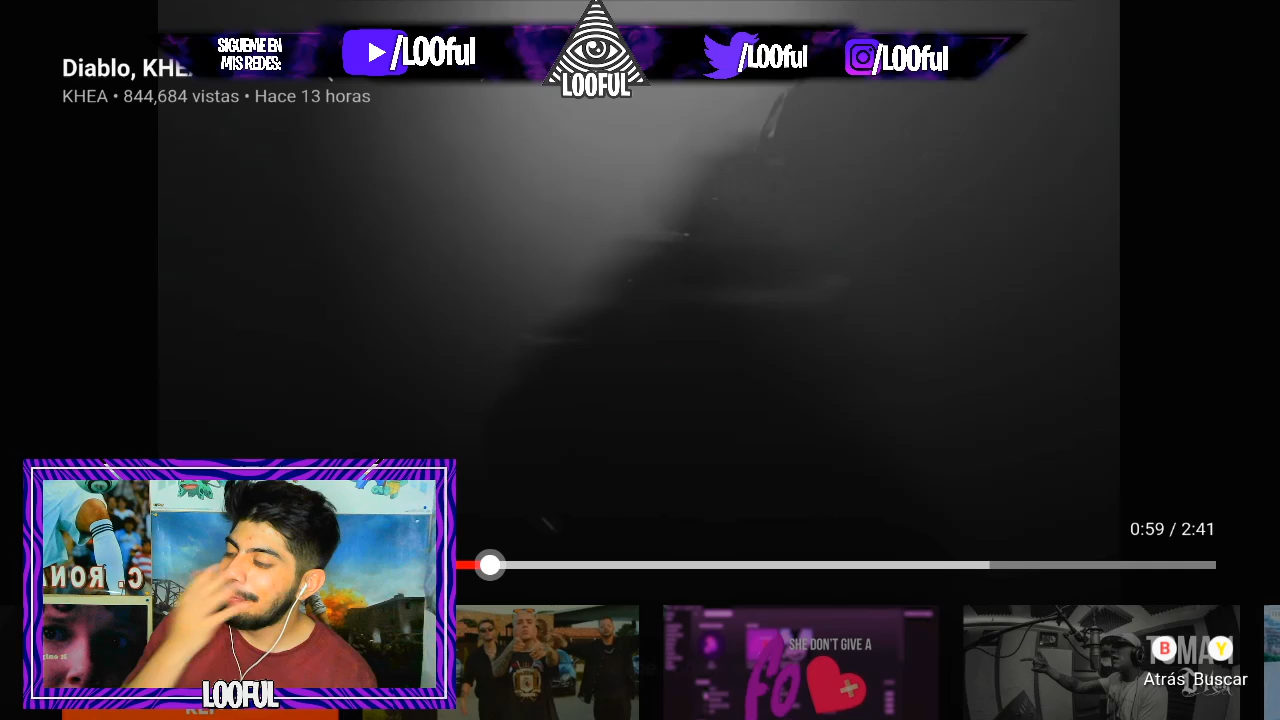 SIGUEME EN
MIS REDES:
/LOOful
LOOFUL
/LOOful
/LOOful
Diablo, KHE
KHEA • 844,684 vistas • Hace 13 horas
0:59 / 2:41
C. RON
LOOFUL
SHE DON'T GIVE A
FO
B
Y
Atrás
Buscar